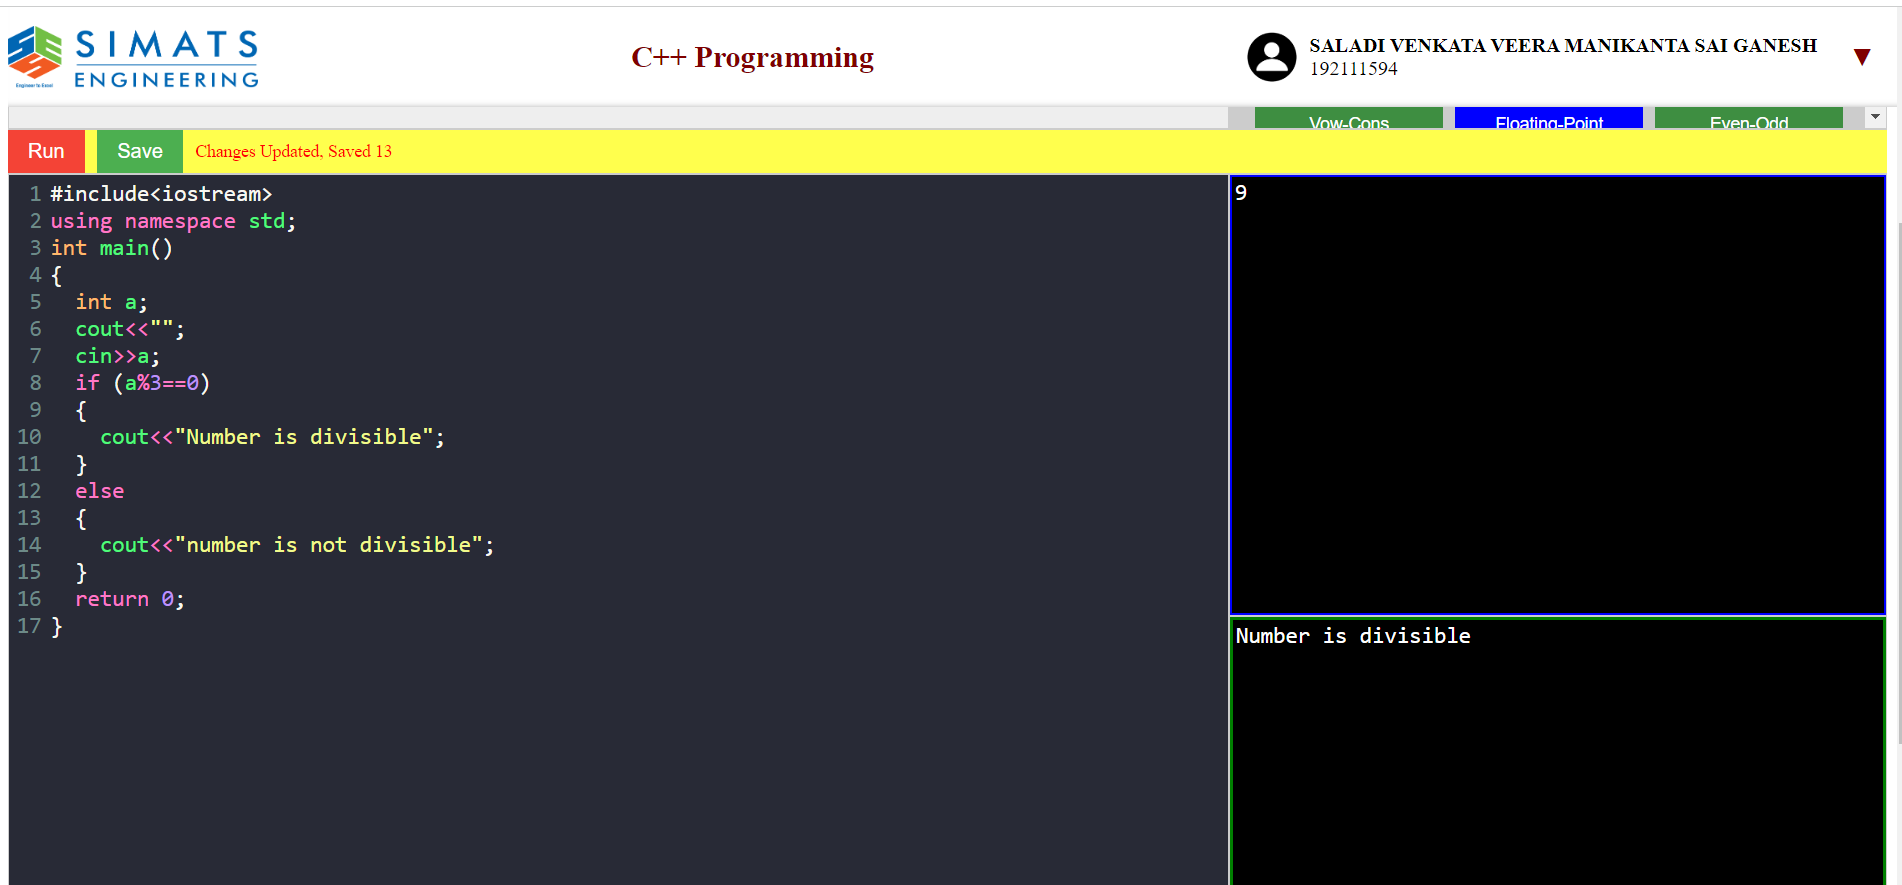 SIMATS
ENGINEERING
Engineer to Excel
C++ Programming
SALADI VENKATA VEERA MANIKANTA SAI GANESH
192111594
▼
Vow-Cons
Floating-Point
Even-Odd
Run
Save
Changes Updated, Saved 13
1 #include<iostream>
2 using namespace std;
3 int main()
4 {
5   int a;
6   cout<<"";
7   cin>>a;
8   if (a%3==0)
9   {
10     cout<<"Number is divisible";
11   }
12   else
13   {
14     cout<<"number is not divisible";
15   }
16   return 0;
17 }
9
Number is divisible